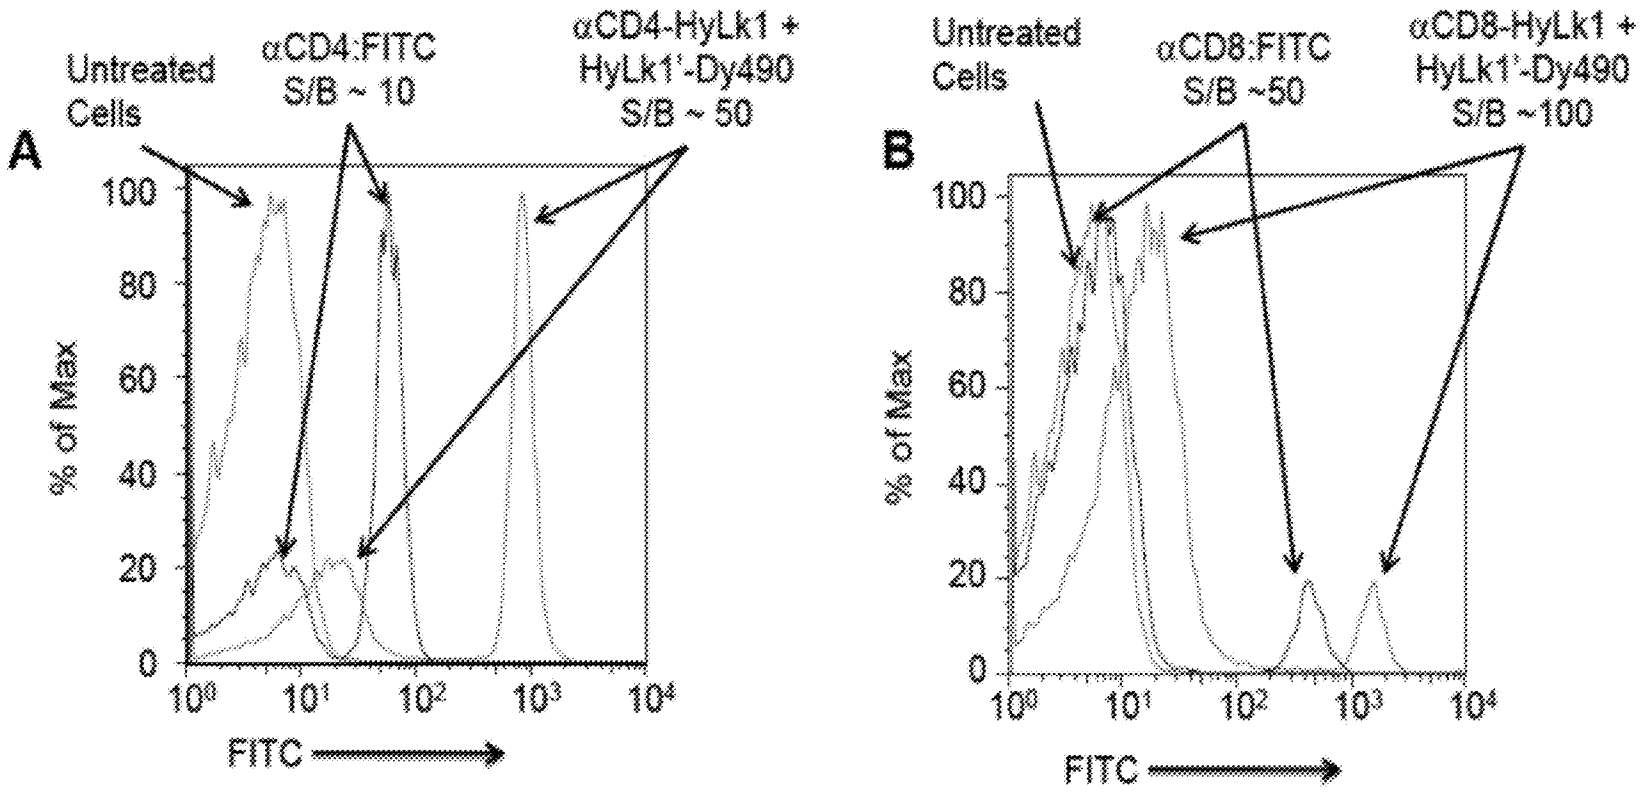 A
Untreated
Cells
αCD4:FITC
S/B ~ 10
αCD4-HyLk1 +
HyLk1'-Dy490
S/B ~ 50
% of Max
100
80
60
40
20
0
10⁰ 10¹ 10² 10³ 10⁴
FITC
B
Untreated
Cells
αCD8:FITC
S/B ~50
αCD8-HyLk1 +
HyLk1'-Dy490
S/B ~100
% of Max
100
80
60
40
20
0
10⁰ 10¹ 10² 10³ 10⁴
FITC